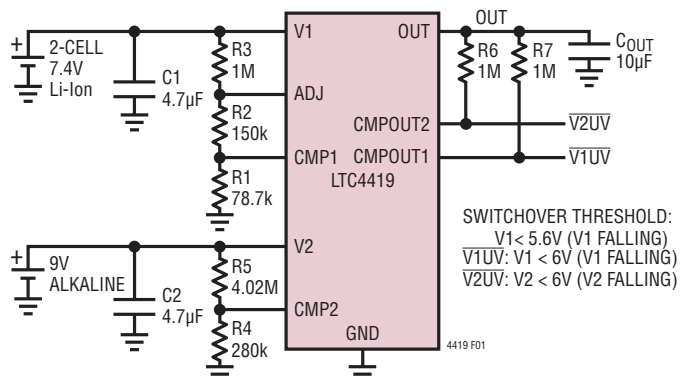 2-CELL
7.4V
Li-Ion
C1
4.7µF
R3
1M
R2
150k
R1
78.7k
V1
ADJ
CMP1
OUT
CMPOUT2
CMPOUT1
LTC4419
OUT
R6
1M
R7
1M
COUT
10µF
V2UV
V1UV
SWITCHOVER THRESHOLD:
V1< 5.6V (V1 FALLING)
V1UV: V1 < 6V (V1 FALLING)
V2UV: V2 < 6V (V2 FALLING)
9V
ALKALINE
C2
4.7µF
R5
4.02M
R4
280k
V2
CMP2
GND
4419 F01